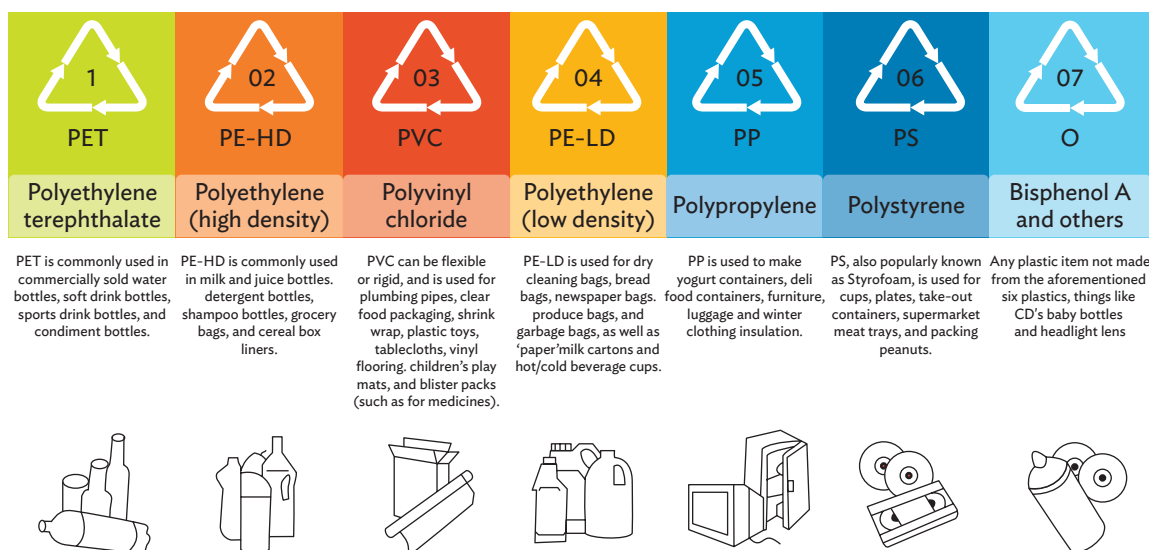 1
PET
Polyethylene
terephthalate
PET is commonly used in
commercially sold water
bottles, soft drink bottles,
sports drink bottles, and
condiment bottles.
02
PE-HD
Polyethylene
(high density)
PE-HD is commonly used
in milk and juice bottles.
detergent bottles,
shampoo bottles, grocery
bags, and cereal box
liners.
03
PVC
Polyvinyl
chloride
PVC can be flexible
or rigid, and is used for
plumbing pipes, clear
food packaging, shrink
wrap, plastic toys,
tablecloths, vinyl
flooring. children's play
mats, and blister packs
(such as for medicines).
04
PE-LD
Polyethylene
(low density)
PE-LD is used for dry
cleaning bags, bread
bags, newspaper bags.
produce bags, and
garbage bags, as well as
‘paper’milk cartons and
hot/cold beverage cups.
05
PP
Polypropylene
PP is used to make
yogurt containers, deli
food containers, furniture,
luggage and winter
clothing insulation.
06
PS
Polystyrene
PS, also popularly known
as Styrofoam, is used for
cups, plates, take-out
containers, supermarket
meat trays, and packing
peanuts.
07
O
Bisphenol A
and others
Any plastic item not made
from the aforementioned
six plastics, things like
CD's baby bottles
and headlight lens